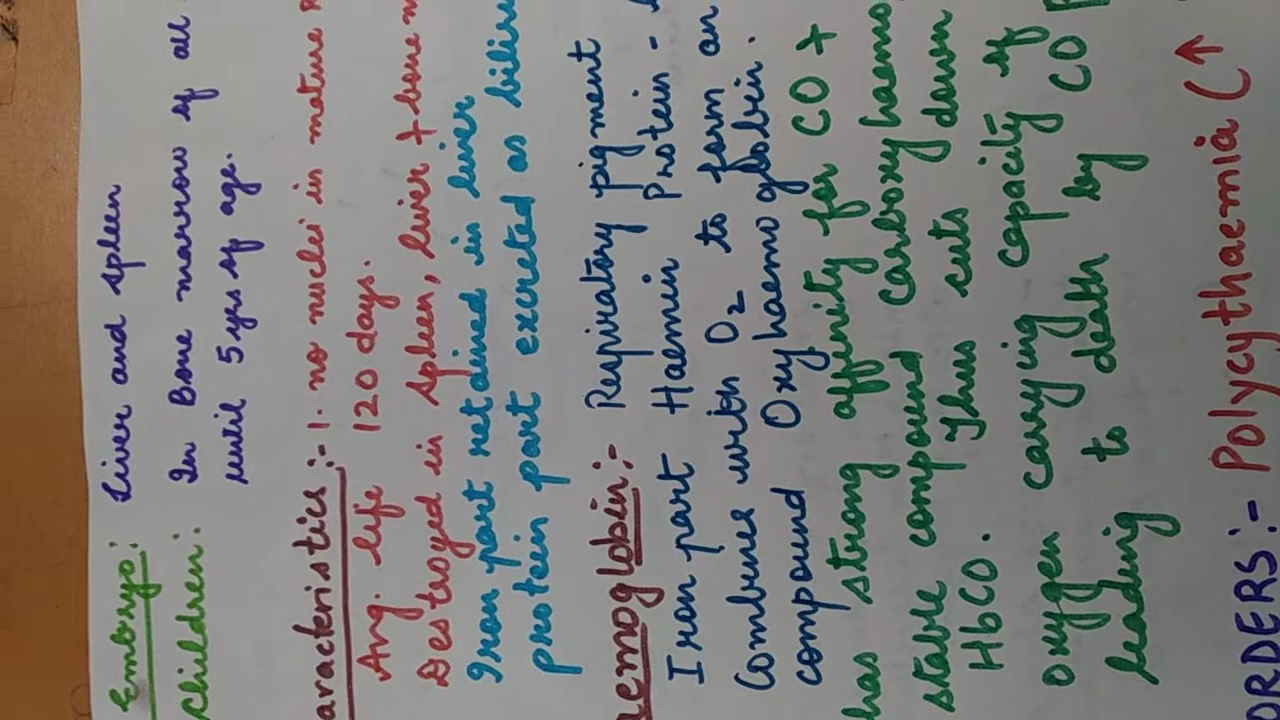 Embryo: Liver and spleen
Children: In Bone marrow of all
until 5 yrs of age.
aracteristics :- 1. no nuclei in mature
Avg. life 120 days.
Destroyed in spleen, liver + bone m
Iron part retained in liver
protein part excreted as biliru
aemoglobin:- Respiratory pigment
Iron part Haemin Protein -
Combines with O₂ to form an
compound Oxyhaemoglobin.
has strong affinity for CO +
stable compound carboxyhaemo
HbCO. Thus cuts down
oxygen carrying capacity of
leading to death by CO p
ORDERS:- Polycythaemia (↑